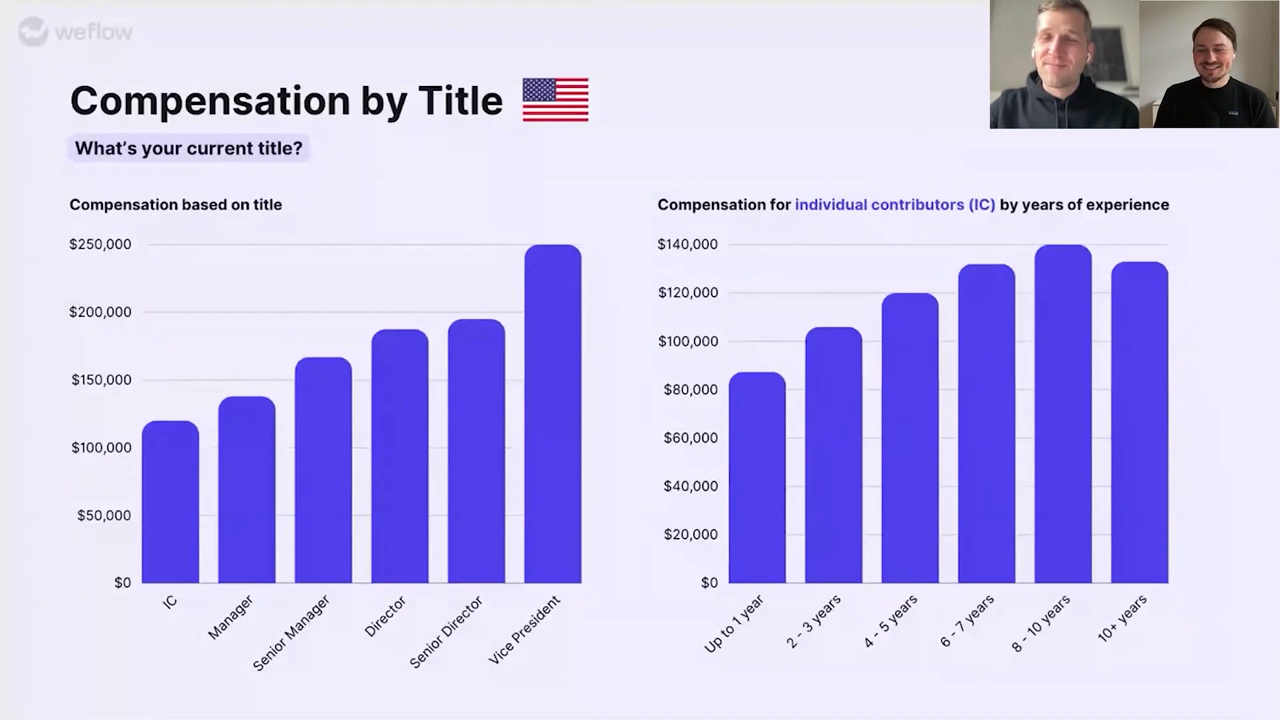 weflow
Compensation by Title
What's your current title?
Compensation based on title
$250,000
$200,000
$150,000
$100,000
$50,000
$0
IC
Manager
Senior Manager
Director
Senior Director
Vice President
Compensation for individual contributors (IC) by years of experience
$140,000
$120,000
$100,000
$80,000
$60,000
$40,000
$20,000
$0
Up to 1 year
2 - 3 years
4 - 5 years
6 - 7 years
8 - 10 years
10+ years